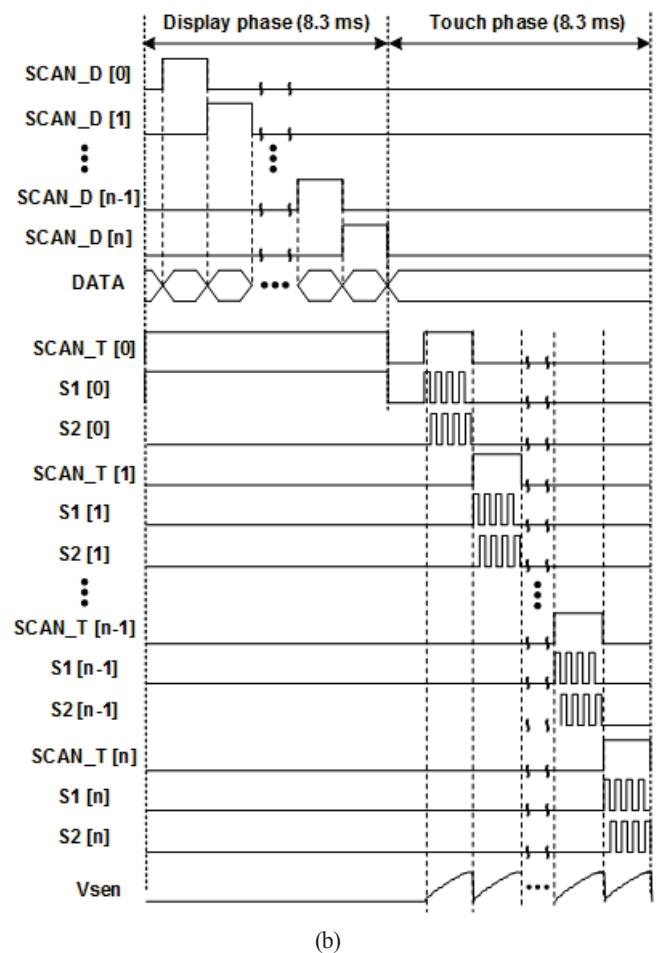 Display phase (8.3 ms) Touch phase (8.3 ms)
SCAN_D [0]
SCAN_D [1]
SCAN_D [n-1]
SCAN_D [n]
DATA
SCAN_T [0]
S1 [0]
S2 [0]
SCAN_T [1]
S1 [1]
S2 [1]
SCAN_T [n-1]
S1 [n-1]
S2 [n-1]
SCAN_T [n]
S1 [n]
S2 [n]
Vsen
(b)